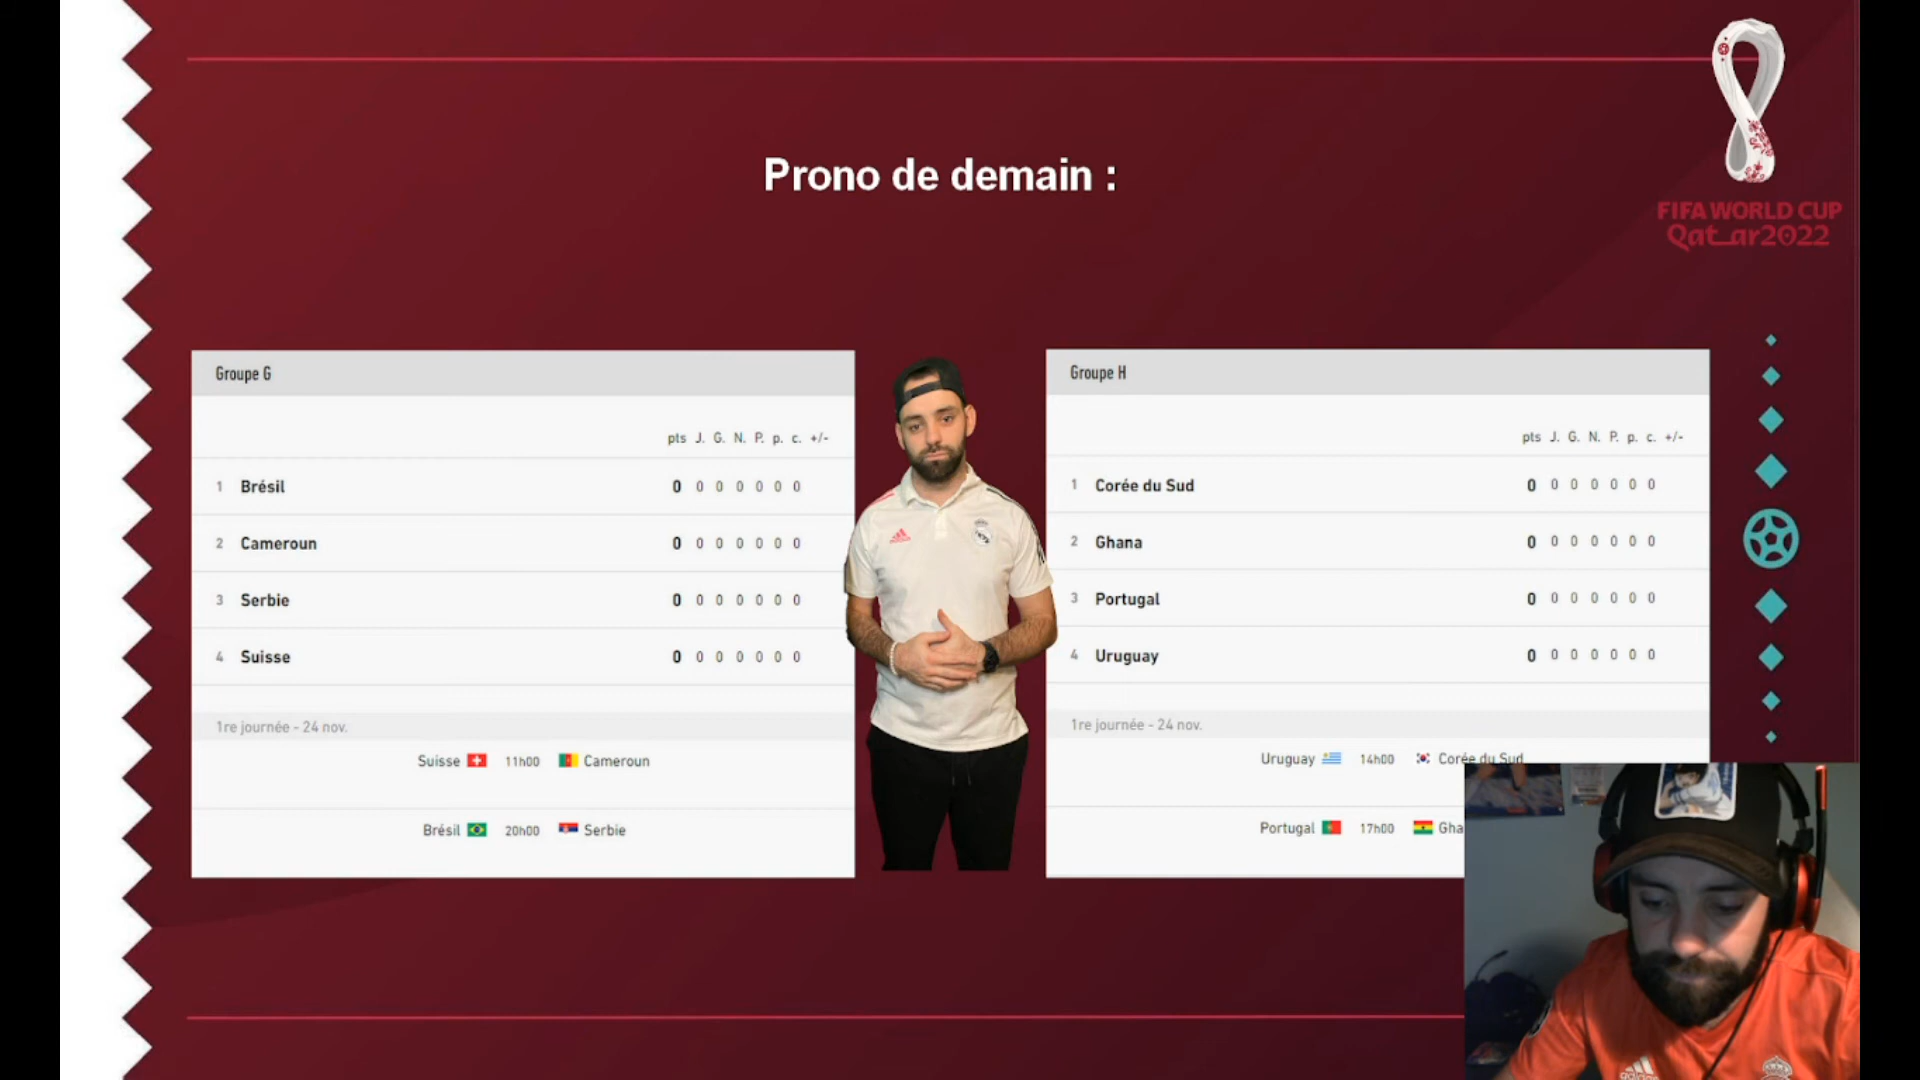 Prono de demain :
FIFA WORLD CUP
Qatar2022
Groupe G
pts J. G. N. P. p. c. +/-
1 Brésil 0 0 0 0 0 0 0
2 Cameroun 0 0 0 0 0 0 0
3 Serbie 0 0 0 0 0 0 0
4 Suisse 0 0 0 0 0 0 0
1re journée - 24 nov.
Suisse 11h00 Cameroun
Brésil 20h00 Serbie
Groupe H
pts J. G. N. P. p. c. +/-
1 Corée du Sud 0 0 0 0 0 0 0
2 Ghana 0 0 0 0 0 0 0
3 Portugal 0 0 0 0 0 0 0
4 Uruguay 0 0 0 0 0 0 0
1re journée - 24 nov.
Uruguay 14h00 Corée du Sud
Portugal 17h00 Gha
adidas